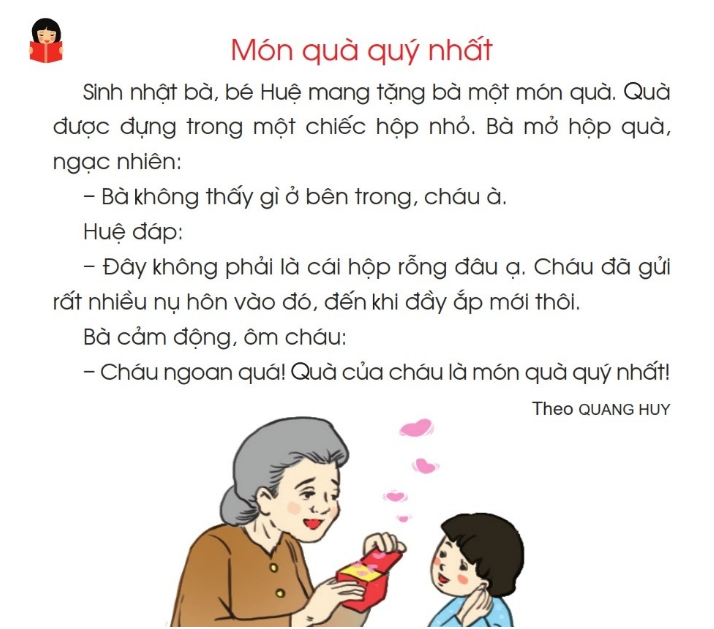 Món quà quý nhất
Sinh nhật bà, bé Huệ mang tặng bà một món quà. Quà
được đựng trong một chiếc hộp nhỏ. Bà mở hộp quà,
ngạc nhiên:
– Bà không thấy gì ở bên trong, cháu à.
Huệ đáp:
– Đây không phải là cái hộp rỗng đâu ạ. Cháu đã gửi
rất nhiều nụ hôn vào đó, đến khi đầy ắp mới thôi.
Bà cảm động, ôm cháu:
– Cháu ngoan quá! Quà của cháu là món quà quý nhất!
Theo QUANG HUY